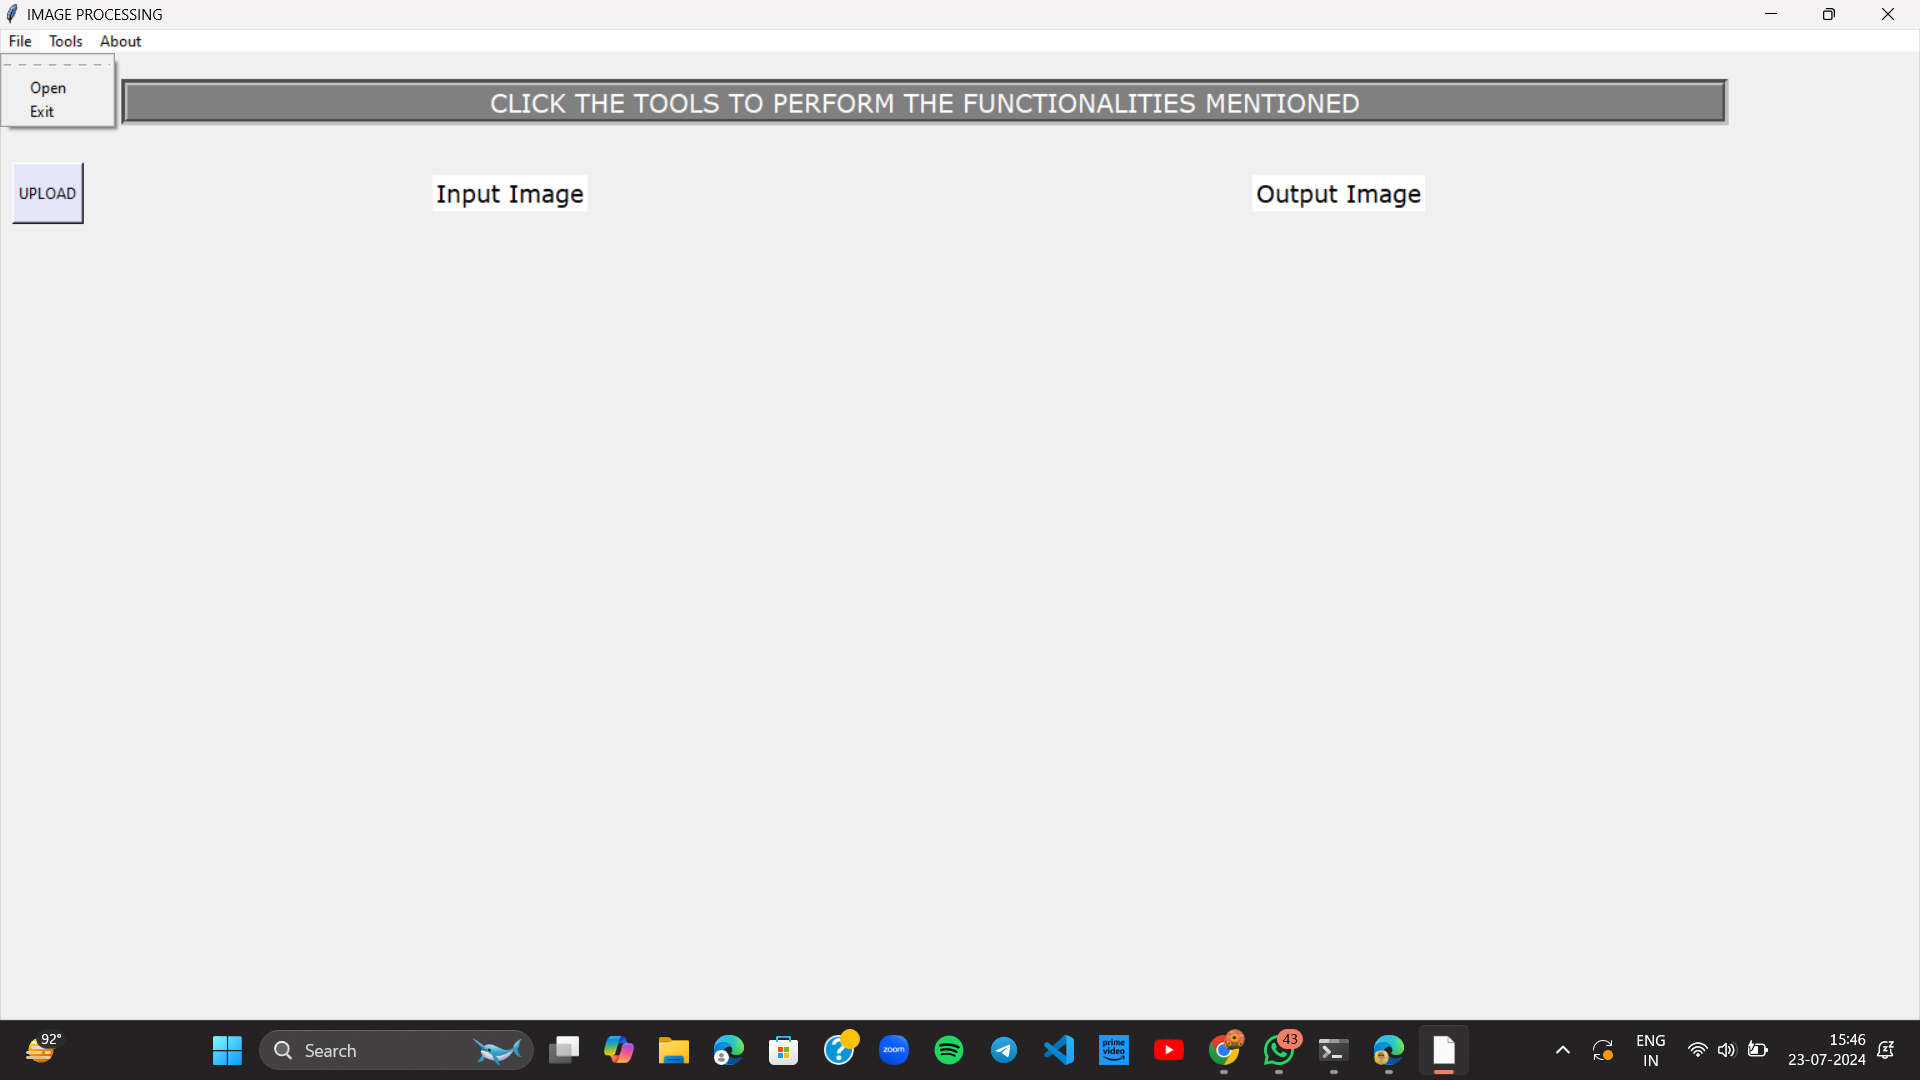 IMAGE PROCESSING
File Tools About
Open
Exit
CLICK THE TOOLS TO PERFORM THE FUNCTIONALITIES MENTIONED
UPLOAD
Input Image
Output Image
92°
Search
zoom
prime video
43
ENG
IN
15:46
23-07-2024